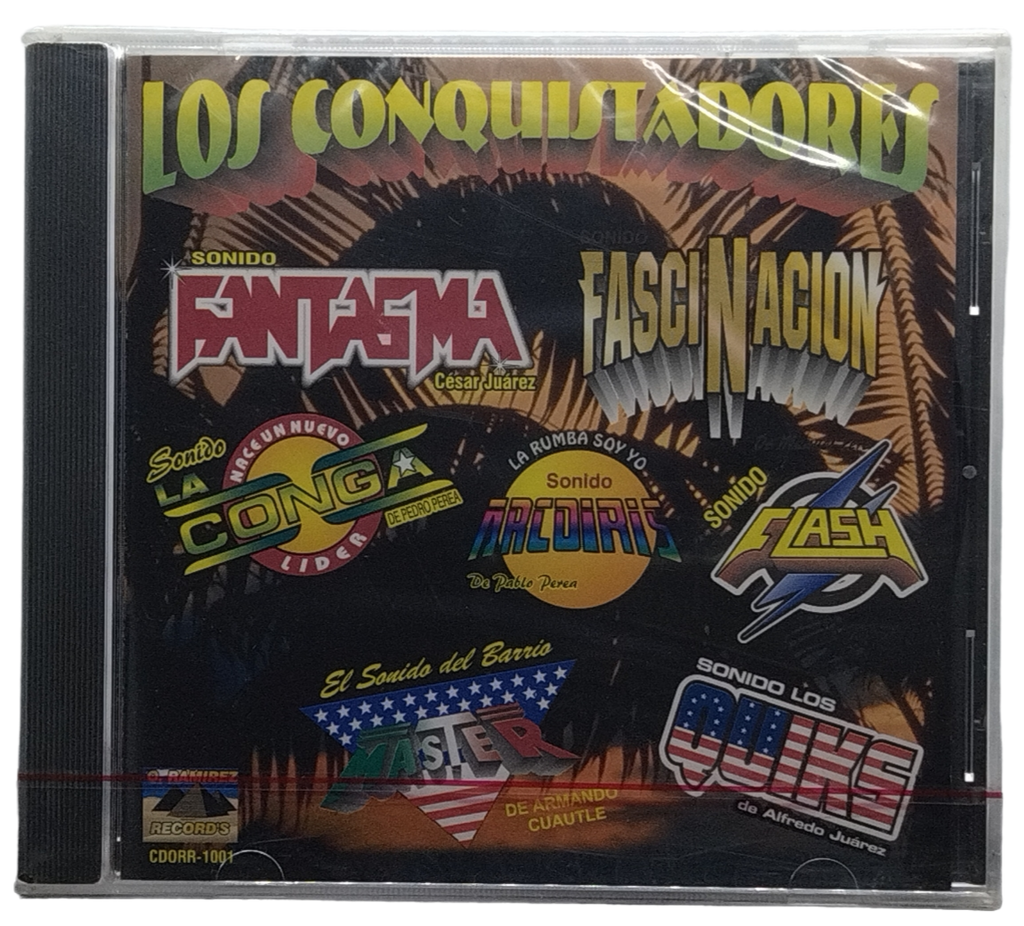 LOS CONQUISTADORES
SONIDO
FANTASMA
César Juárez
SONIDO
FASCINACION
Sonido
LA
CONGA
NACE UN NUEVO
LIDER
DE PEDRO PEREA
LA RUMBA SOY YO
Sonido
ARCOIRIS
De Pablo Perea
SONIDO
CLASH
El Sonido del Barrio
MASTER
DE ARMANDO
CUAUTLE
SONIDO LOS
QUIKS
de Alfredo Juárez
O. RAMIREZ
RECORD'S
CDORR-1001